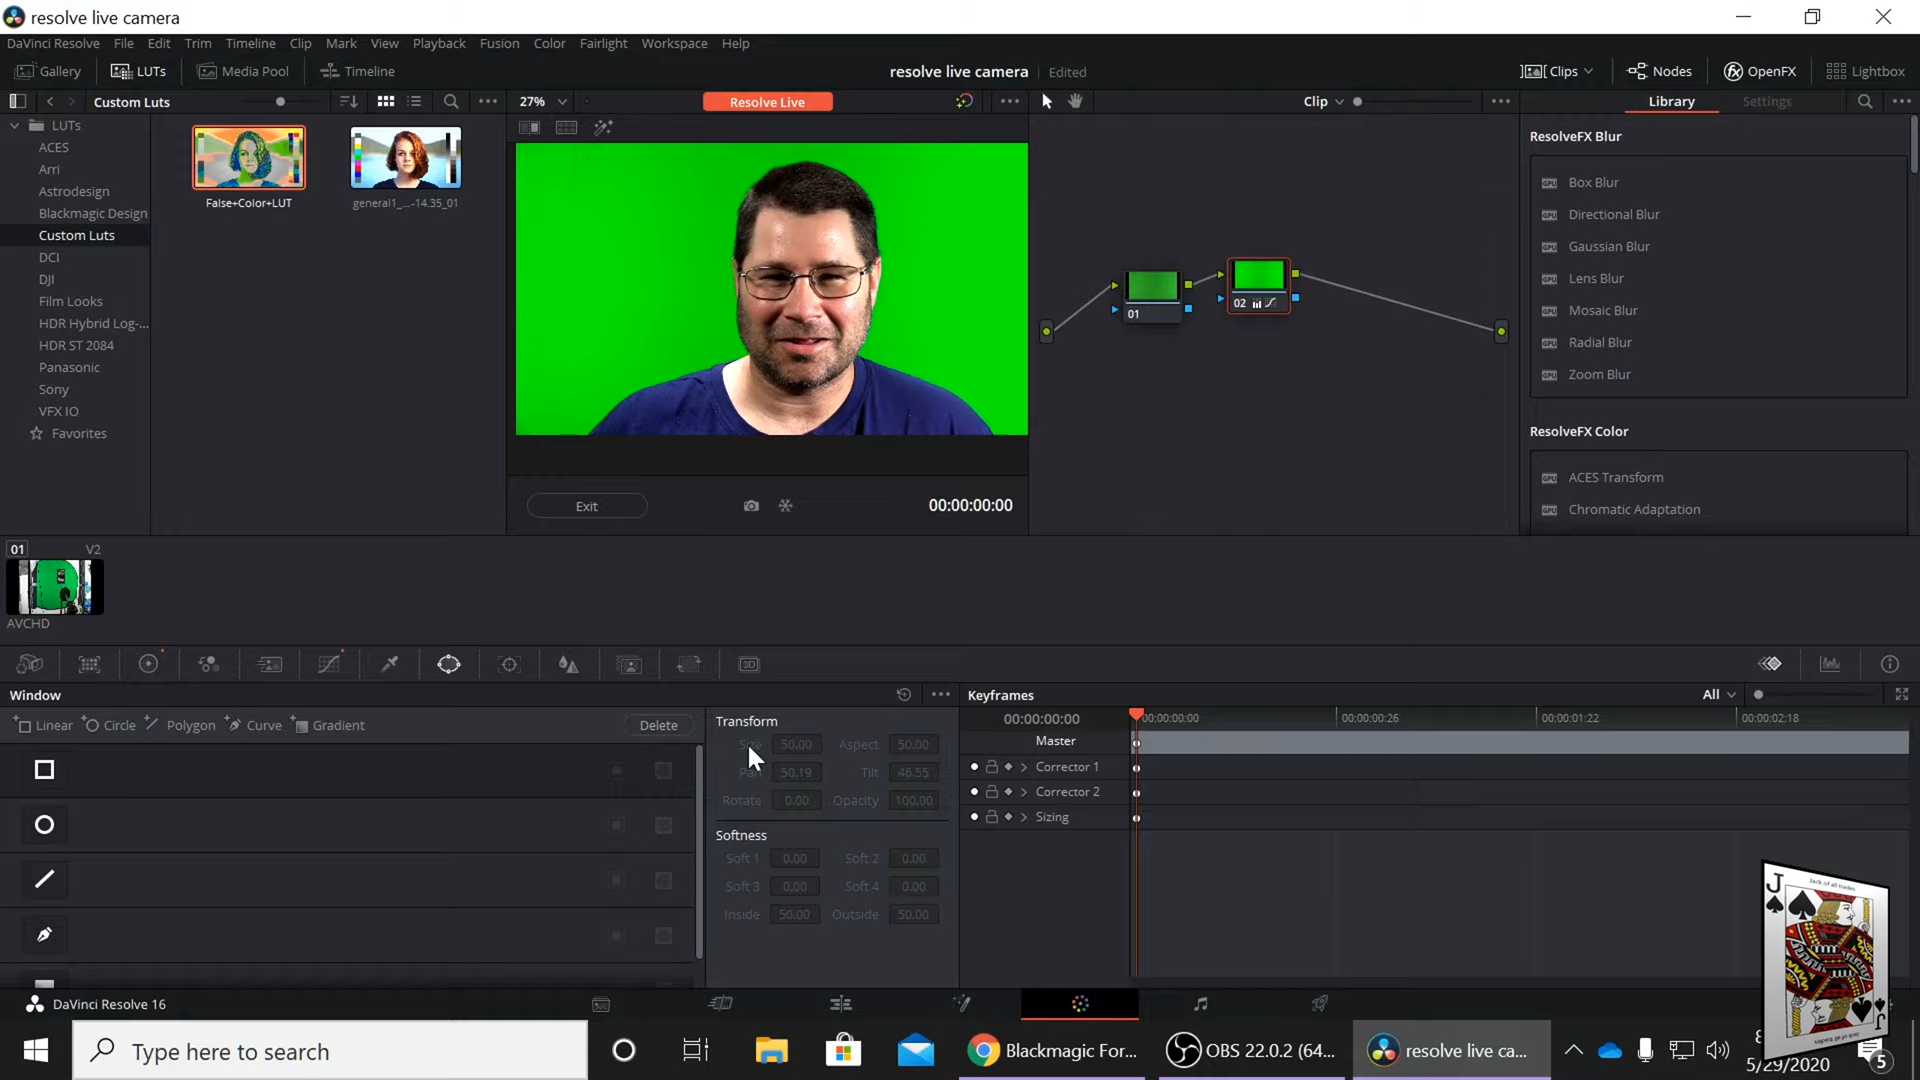 resolve live camera
DaVinci Resolve File Edit Trim Timeline Clip Mark View Playback Fusion Color Fairlight Workspace Help
Gallery LUTs Media Pool Timeline resolve live camera Edited Clips Nodes OpenFX Lightbox
Custom Luts 27% Resolve Live Clip Library Settings
LUTs
ACES
Arri
Astrodesign
Blackmagic Design
Custom Luts
DCI
DJI
Film Looks
HDR Hybrid Log-...
HDR ST 2084
Panasonic
Sony
VFX IO
Favorites
False+Color+LUT general1_...-14.35_01
Exit 00:00:00:00
01
02
ResolveFX Blur
Box Blur
Directional Blur
Gaussian Blur
Lens Blur
Mosaic Blur
Radial Blur
Zoom Blur
ResolveFX Color
ACES Transform
Chromatic Adaptation
01 V2
AVCHD
3D
Window
Linear Circle Polygon Curve Gradient Delete
Transform
Size 50.00 Aspect 50.00
Pan 50.19 Tilt 46.55
Rotate 0.00 Opacity 100.00
Softness
Soft 1 0.00 Soft 2 0.00
Soft 3 0.00 Soft 4 0.00
Inside 50.00 Outside 50.00
Keyframes All
00:00:00:00 00:00:00:00 00:00:00:26 00:00:01:22 00:00:02:18
Master
Corrector 1
Corrector 2
Sizing
J
Jack of all trades
DaVinci Resolve 16
Type here to search
Blackmagic For...
OBS 22.0.2 (64...
resolve live ca...
5/29/2020
5